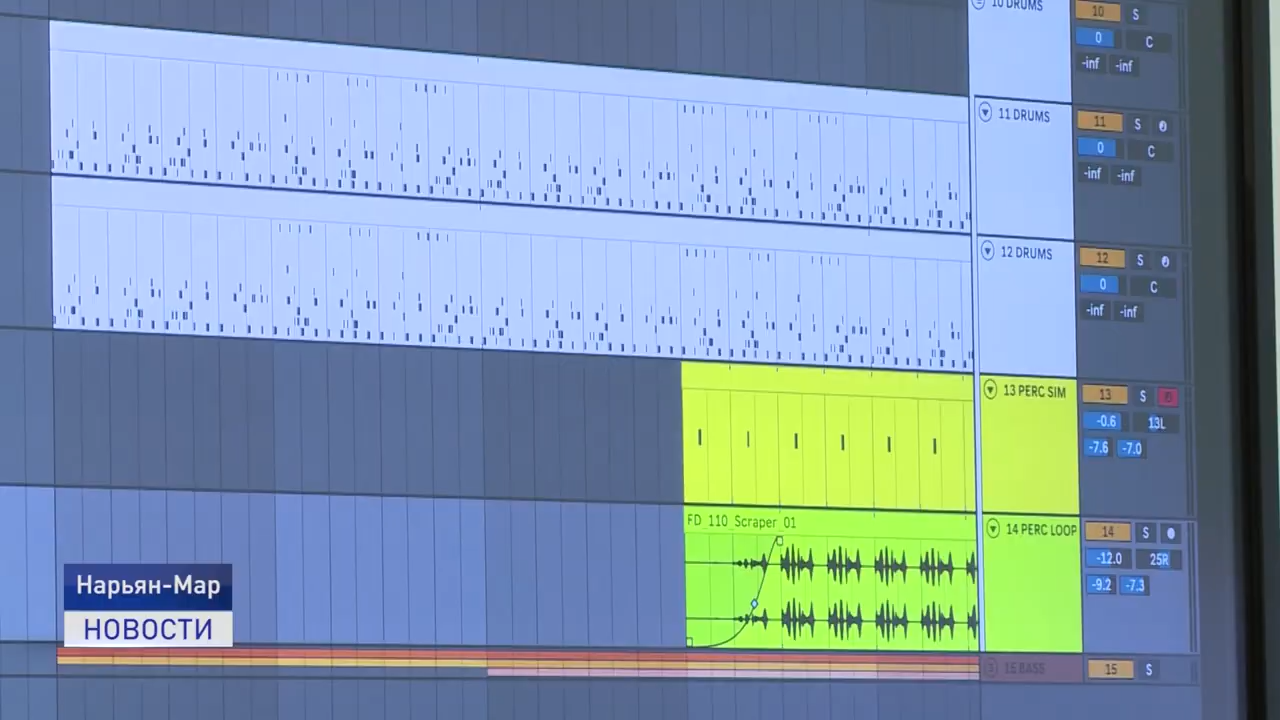 10 DRUMS
10 S
0 C
-inf -inf
11 DRUMS
11 S
0 C
-inf -inf
12 DRUMS
12 S
0 C
-inf -inf
13 PERC SIM
13 S
-0.6 13L
-7.6 -7.0
FD_110_Scraper_01
14 PERC LOOP
14 S
-12.0 25R
-9.2 -7.3
15 BASS
15 S
Нарьян-Мар
НОВОСТИ